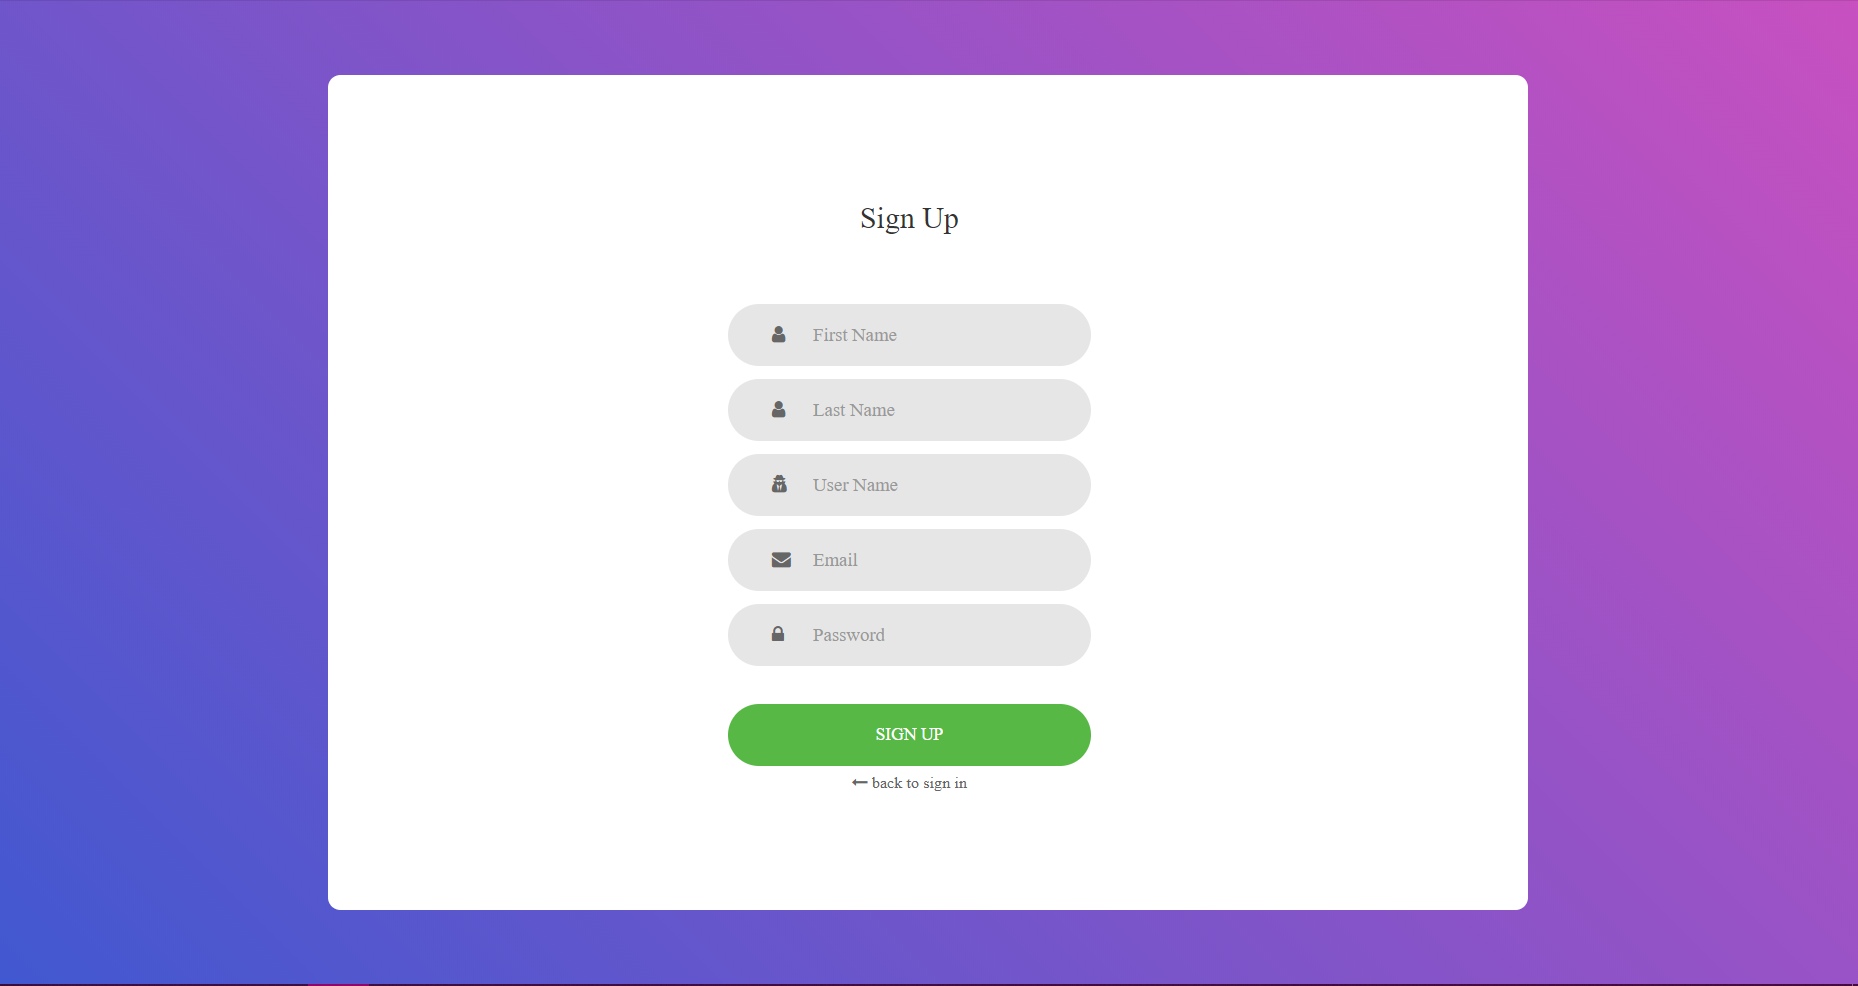 Sign Up
First Name
Last Name
User Name
Email
Password
SIGN UP
back to sign in